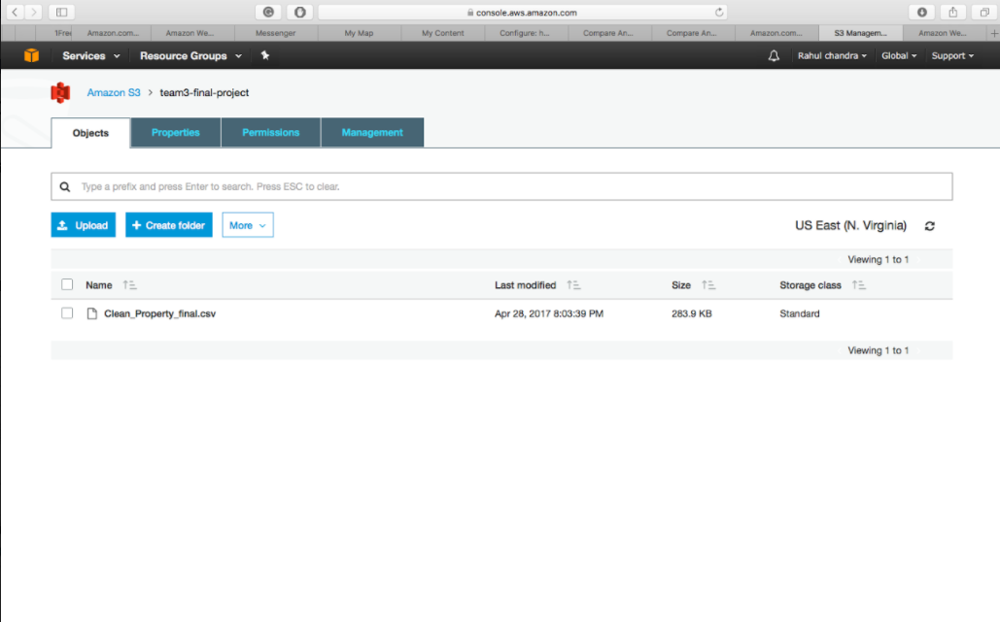 console.aws.amazon.com
1Free Amazon.com... Amazon We... Messenger My Map My Content Configure: h... Compare An... Compare An... Amazon.com... S3 Managem... Amazon We...
Services Resource Groups Rahul chandra Global Support
Amazon S3 > team3-final-project
Objects Properties Permissions Management
Type a prefix and press Enter to search. Press ESC to clear.
Upload + Create folder More US East (N. Virginia)
Viewing 1 to 1
Name Last modified Size Storage class
Clean_Property_final.csv Apr 28, 2017 8:03:39 PM 283.9 KB Standard
Viewing 1 to 1